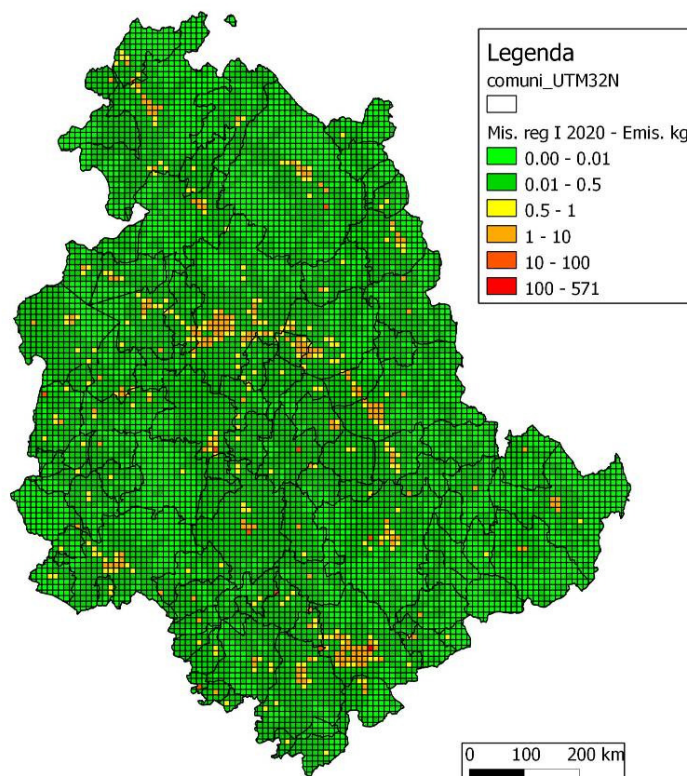 Legenda
comuni_UTM32N
Mis. reg I 2020 - Emis. kg
0.00 - 0.01
0.01 - 0.5
0.5 - 1
1 - 10
10 - 100
100 - 571
0 100 200 km